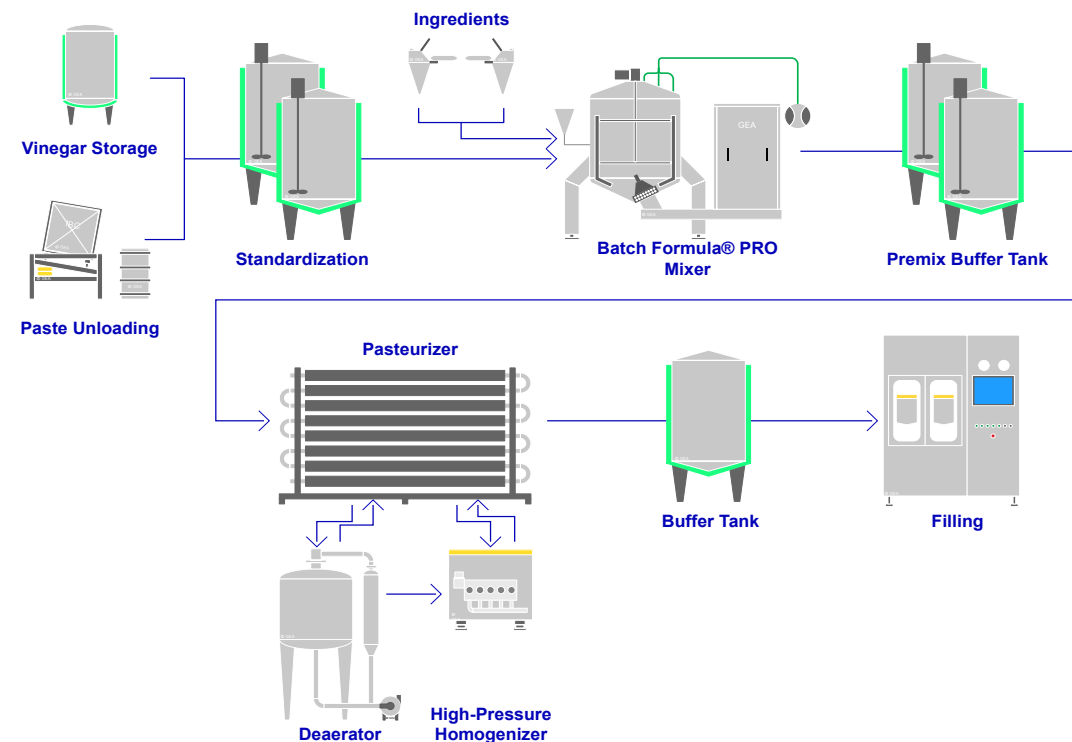 Ingredients
Vinegar Storage
IBC
Paste Unloading
Standardization
GEA
Batch Formula® PRO
Mixer
Premix Buffer Tank
Pasteurizer
Buffer Tank
Filling
Deaerator
High-Pressure
Homogenizer